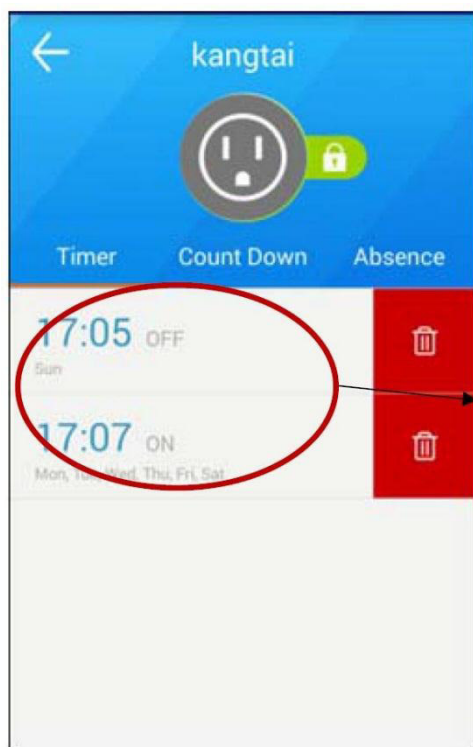 kangtai
Timer Count Down Absence
17:05 OFF
Sun
17:07 ON
Mon, Tue, Wed, Thu, Fri, Sat